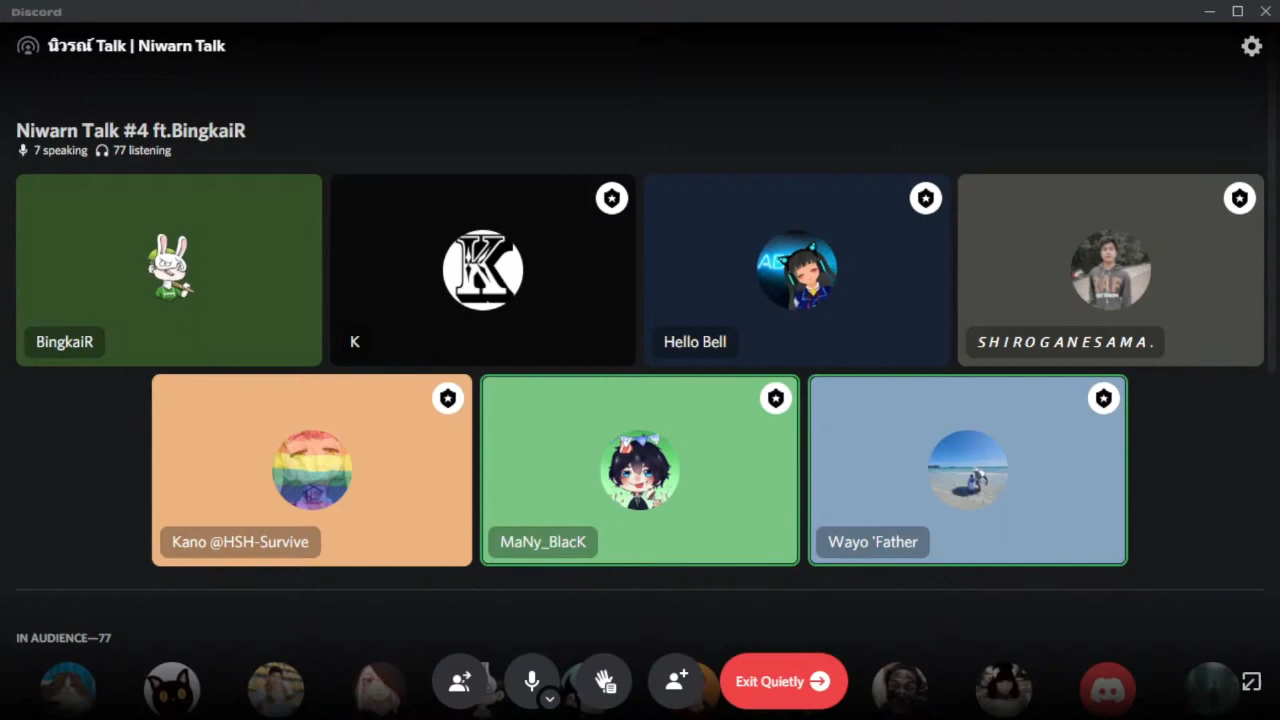 Discord
นิวรณ์ Talk | Niwarn Talk
Niwarn Talk #4 ft.BingkaiR
7 speaking 77 listening
K
BingkaiR
K
Hello Bell
SHIROGANESAMA.
Kano @HSH-Survive
MaNy_BlacK
Wayo 'Father
IN AUDIENCE—77
Exit Quietly